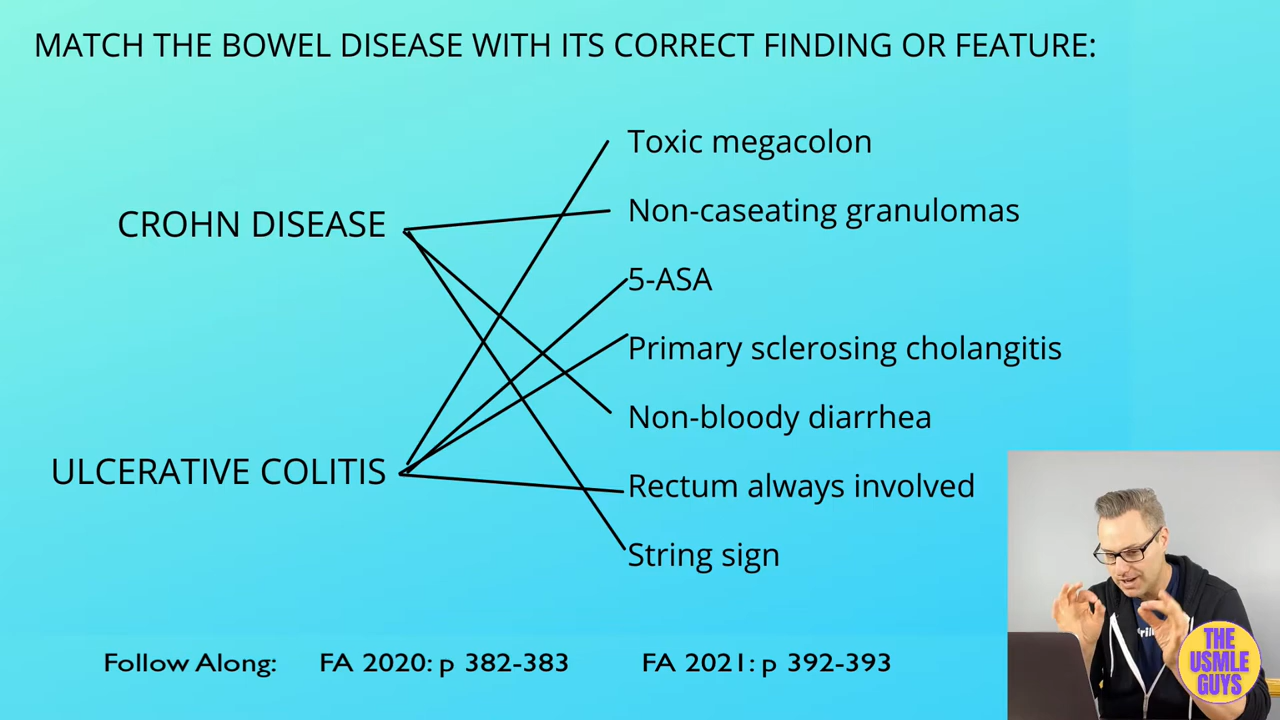 MATCH THE BOWEL DISEASE WITH ITS CORRECT FINDING OR FEATURE:
Toxic megacolon
CROHN DISEASE
Non-caseating granulomas
5-ASA
Primary sclerosing cholangitis
Non-bloody diarrhea
ULCERATIVE COLITIS
Rectum always involved
String sign
Follow Along: FA 2020: p 382-383 FA 2021: p 392-393
THE
USMLE
GUYS